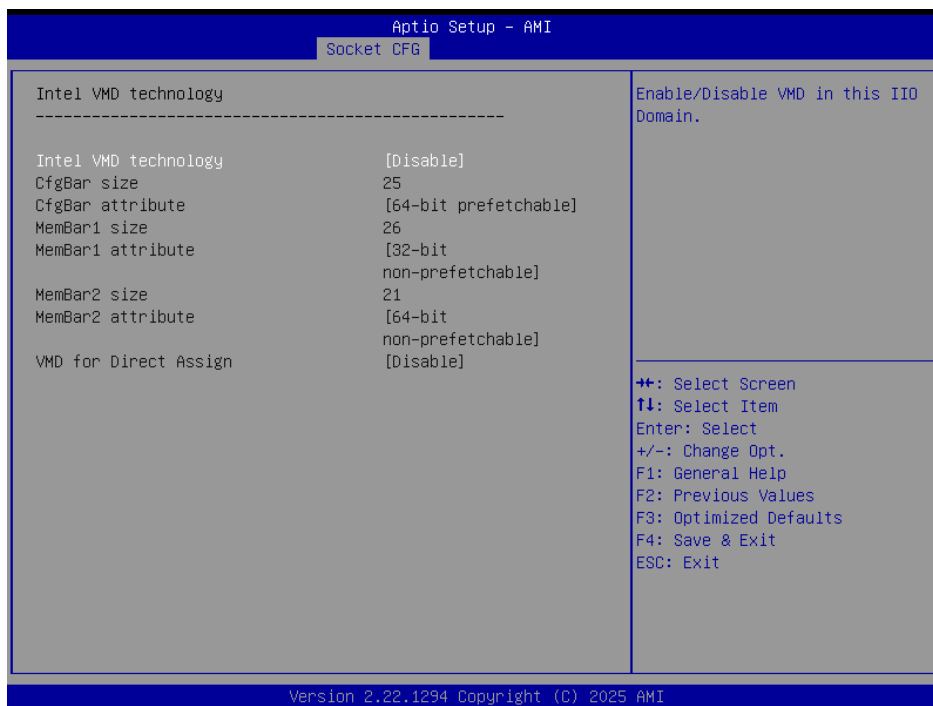 Aptio Setup – AMI
Socket CFG
Intel VMD technology
--------------------------------------------------
Intel VMD technology [Disable]
CfgBar size 25
CfgBar attribute [64-bit prefetchable]
MemBar1 size 26
MemBar1 attribute [32-bit
non-prefetchable]
MemBar2 size 21
MemBar2 attribute [64-bit
non-prefetchable]
VMD for Direct Assign [Disable]
Enable/Disable VMD in this IIO
Domain.
→←: Select Screen
↑↓: Select Item
Enter: Select
+/-: Change Opt.
F1: General Help
F2: Previous Values
F3: Optimized Defaults
F4: Save & Exit
ESC: Exit
Version 2.22.1294 Copyright (C) 2025 AMI